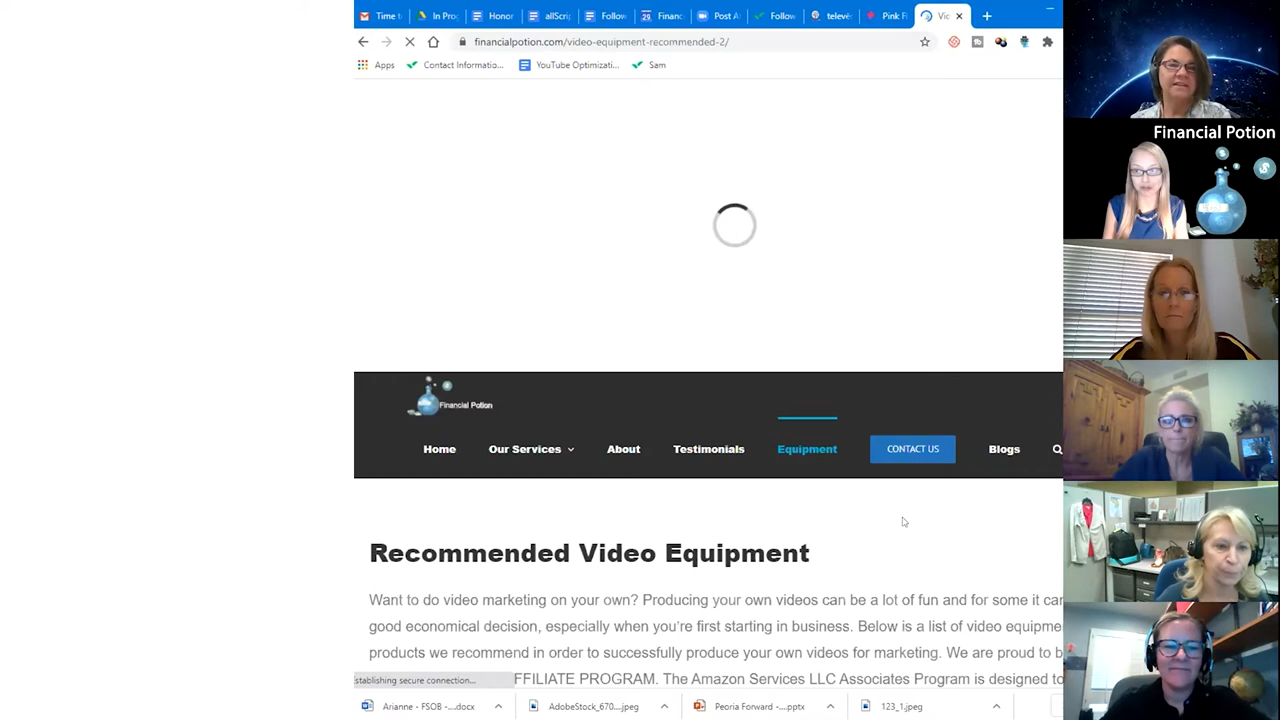 Time t
In Pro
Honor
allScrip
Follow
Financ
Post A
Follow
televis
Pink F
Vic
financialpotion.com/video-equipment-recommended-2/
Apps
Contact Informatio...
YouTube Optimizati...
Sam
Financial Potion
Financial Potion
Home
Our Services
About
Testimonials
Equipment
CONTACT US
Blogs
Recommended Video Equipment
Want to do video marketing on your own? Producing your own videos can be a lot of fun and for some it can
good economical decision, especially when you're first starting in business. Below is a list of video equipme
products we recommend in order to successfully produce your own videos for marketing. We are proud to b
Establishing secure connection...
FFILIATE PROGRAM. The Amazon Services LLC Associates Program is designed to
Arianne - FSOB -....docx
AdobeStock_670....jpeg
Peoria Forward -....pptx
123_1.jpeg